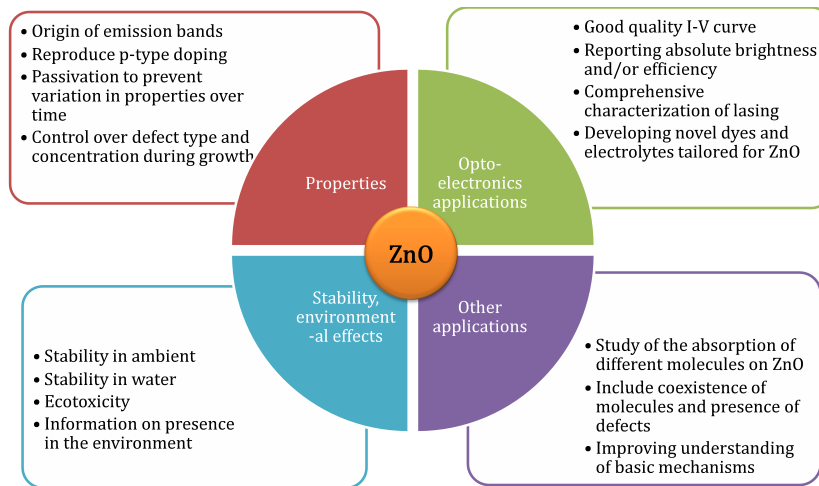 • Origin of emission bands
• Reproduce p-type doping
• Passivation to prevent
variation in properties over
time
• Control over defect type and
concentration during growth
• Good quality I-V curve
• Reporting absolute brightness
and/or efficiency
• Comprehensive
characterization of lasing
• Developing novel dyes and
electrolytes tailored for ZnO
Properties
Opto-
electronics
applications
ZnO
Stability,
environment
-al effects
Other
applications
• Stability in ambient
• Stability in water
• Ecotoxicity
• Information on presence
in the environment
• Study of the absorption of
different molecules on ZnO
• Include coexistence of
molecules and presence of
defects
• Improving understanding
of basic mechanisms